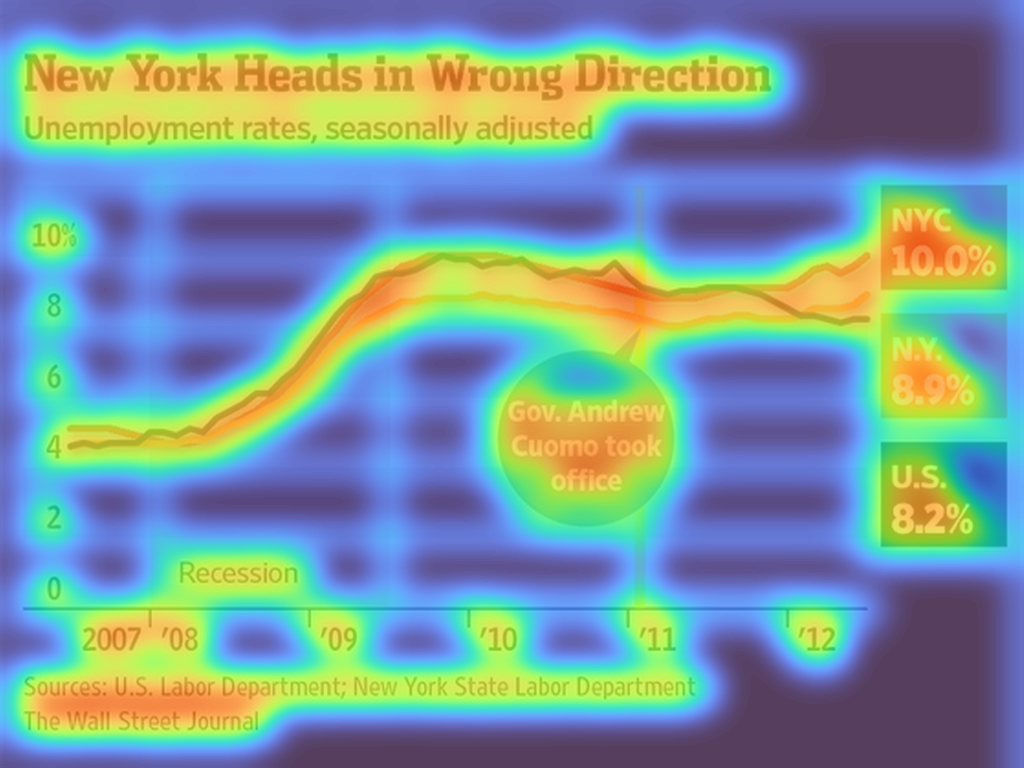 New York Heads in Wrong Direction
Unemployment rates, seasonally adjusted
10%
8
6
4
2
0
NYC
10.0%
N.Y.
8.9%
U.S.
8.2%
Gov. Andrew
Cuomo took
office
Recession
2007 '08 '09 '10 '11 '12
Sources: U.S. Labor Department; New York State Labor Department
The Wall Street Journal